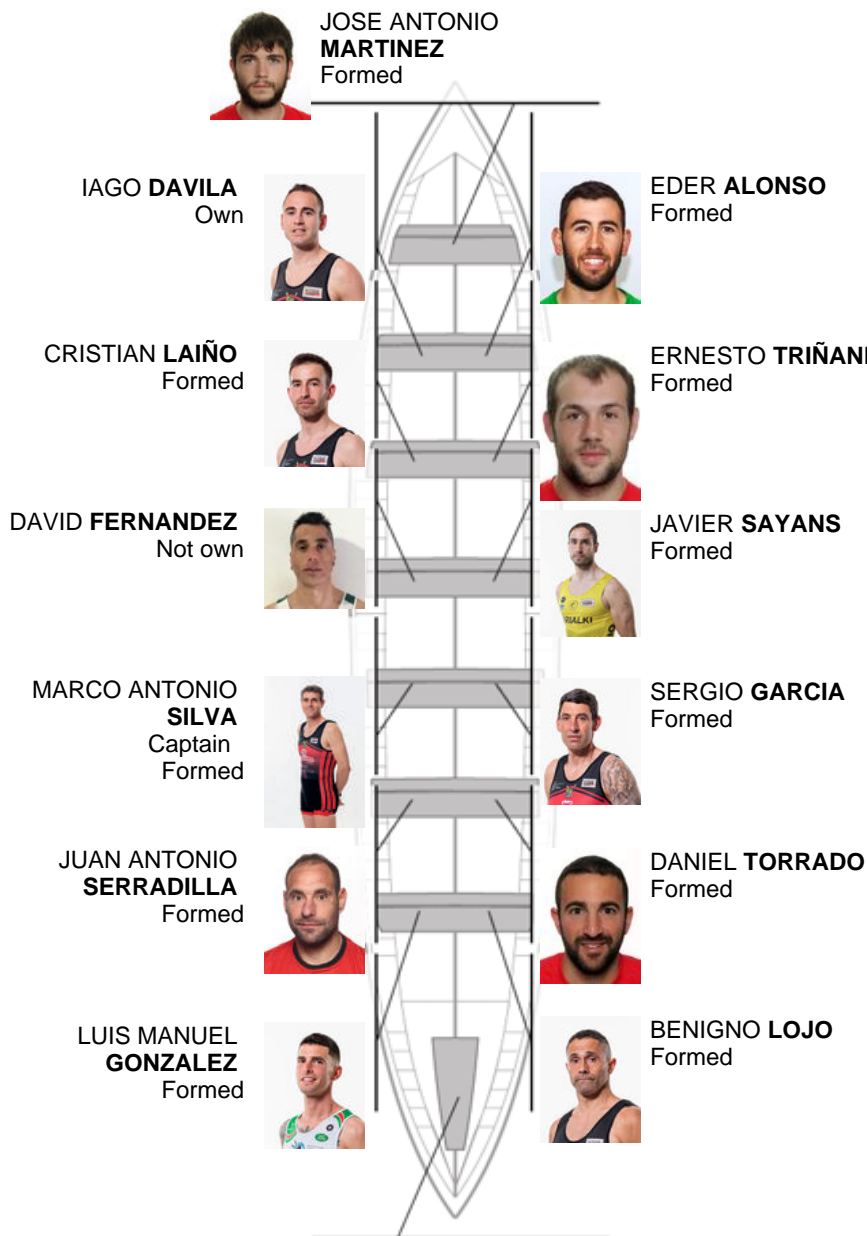 JOSE ANTONIO
MARTINEZ
Formed
IAGO DAVILA
Own
EDER ALONSO
Formed
CRISTIAN LAIÑO
Formed
ERNESTO
Formed
DAVID FERNANDEZ
Not own
JAVIER SAYANS
Formed
MARCO ANTONIO
SILVA
Captain
Formed
SERGIO GARCIA
Formed
JUAN ANTONIO
SERRADILLA
Formed
DANIEL TORRADO
Formed
LUIS MANUEL
GONZALEZ
Formed
BENIGNO LOJO
Formed